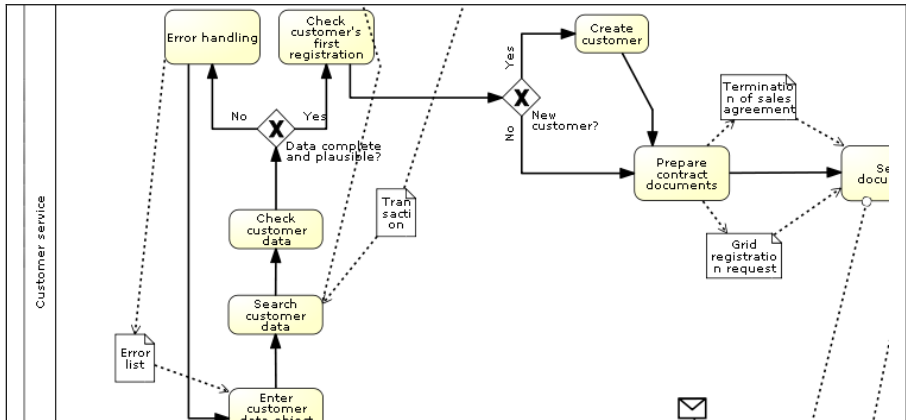 Error handling
Check
customer's
first
registration
Create
customer
Yes
No
New
customer?
Terminatio
n of sales
agreement
No
Yes
Data complete
and plausible?
Prepare
contract
documents
Tran
sacti
on
Check
customer
data
Grid
registratio
n request
Customer service
Search
customer
data
Error
list
Enter
customer